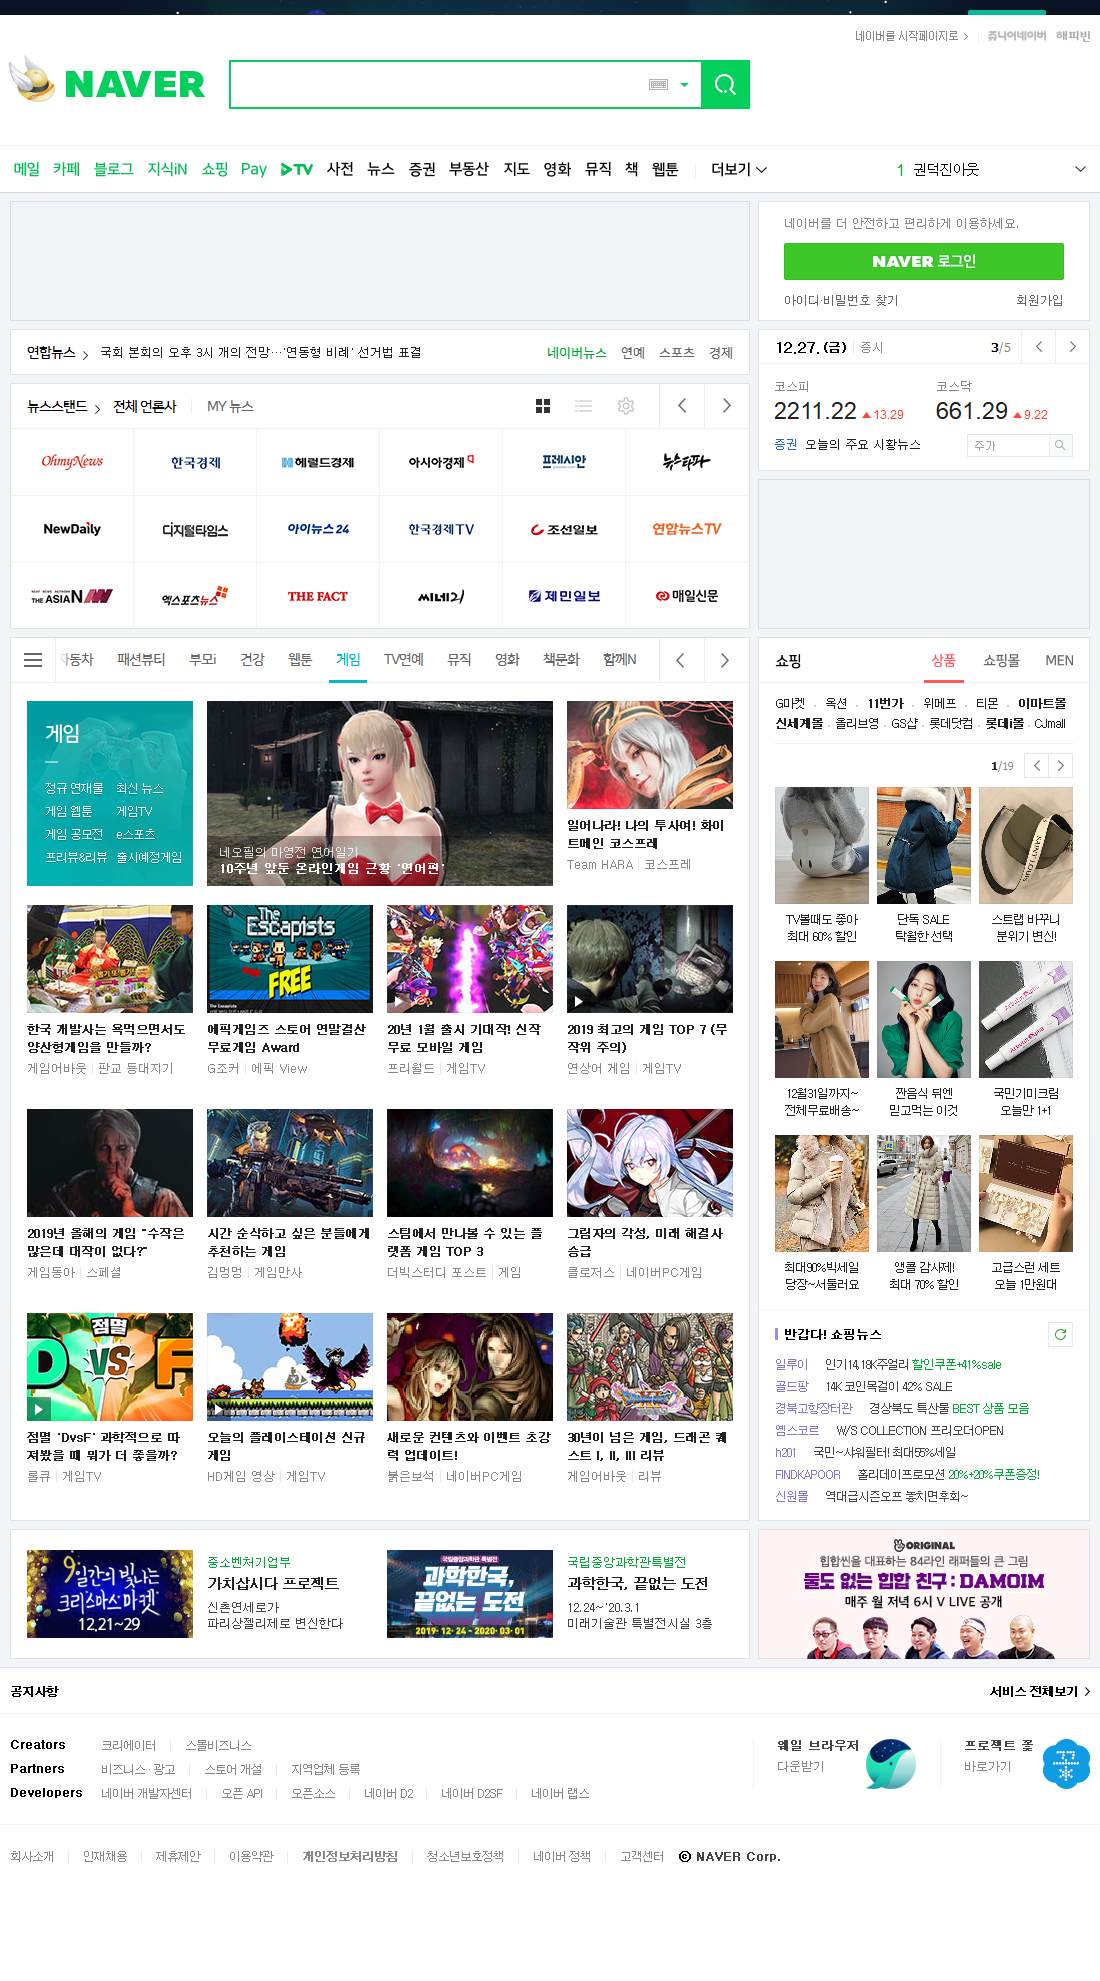 네이버를 시작페이지로
쥬니어네이버 해피빈
NAVER
메일 카페 블로그 지식iN 쇼핑 Pay TV 사전 뉴스 증권 부동산 지도 영화 뮤직 책 웹툰 더보기
1 권덕진아웃
네이버를 더 안전하고 편리하게 이용하세요.
NAVER 로그인
아이디·비밀번호 찾기 회원가입
연합뉴스 국회 본회의 오후 3시 개의 전망…'연동형 비례' 선거법 표결
네이버뉴스 연예 스포츠 경제
12.27. (금) 증시 3/5
코스피 코스닥
2211.22 13.29 661.29 9.22
증권 오늘의 주요 시황뉴스 주가
뉴스스탠드 전체 언론사 MY 뉴스
OhmyNews 한국경제 헤럴드경제 아시아경제 프레시안 뉴스타파
NewDaily 디지털타임스 아이뉴스24 한국경제TV 조선일보 연합뉴스TV
THE ASIAN 엑스포츠뉴스 THE FACT 씨네21 제민일보 매일신문
자동차 패션뷰티 부모i 건강 웹툰 게임 TV연예 뮤직 영화 책문화 함께N
게임
정규 연재물 최신 뉴스
게임 웹툰 게임TV
게임 공모전 e스포츠
프리뷰&리뷰 출시예정게임
네오필의 마영전 연어일기
10주년 앞둔 온라인게임 근황 '연어편'
일어나라! 나의 투사여! 화이
트메인 코스프레
Team HARA 코스프레
뽑기 또 뽑기!
한국 개발사는 욕먹으면서도
양산형게임을 만들까?
게임어바웃 판교 등대지기
The Escapists
FREE
에픽게임즈 스토어 연말결산
무료게임 Award
G조커 에픽 View
20년 1월 출시 기대작! 신작
무료 모바일 게임
프리월드 게임TV
2019 최고의 게임 TOP 7 (무
작위 주의)
연상어 게임 게임TV
2019년 올해의 게임 "수작은
많은데 대작이 없다?"
게임동아 스페셜
시간 순삭하고 싶은 분들에게
추천하는 게임
김멍멍 게임만사
스팀에서 만나볼 수 있는 플
랫폼 게임 TOP 3
더빅스터디 포스트 게임
그림자의 각성, 미래 해결사
승급
클로저스 네이버PC게임
점멸
D VS F
점멸 'DvsF' 과학적으로 따
져봤을 때 뭐가 더 좋을까?
롤큐 게임TV
오늘의 플레이스테이션 신규
게임
HD게임 영상 게임TV
새로운 컨텐츠와 이벤트 초강
력 업데이트!
붉은보석 네이버PC게임
30년이 넘은 게임, 드래곤 퀘
스트 I, II, III 리뷰
게임어바웃 리뷰
쇼핑 상품 쇼핑몰 MEN
G마켓 옥션 11번가 위메프 티몬 이마트몰
신세계몰 올리브영 GS샵 롯데닷컴 롯데i몰 CJmall
1/19
TV볼때도 좋아
최대 60% 할인
단독 SALE
탁월한 선택
스트랩 바꾸니
분위기 변신!
12월31일까지~
전체무료배송~
짠음식 뒤엔
믿고먹는 이것
국민기미크림
오늘만 1+1
최대90%빅세일
당장~서둘러요
앵콜 감사제!
최대 70% 할인
고급스런 세트
오늘 1만원대
반갑다! 쇼핑뉴스
일루이 인기14,18K주얼리 할인쿠폰+41%sale
골드팡 14K 코인목걸이 42% SALE
경북고향장터관 경상북도 특산물 BEST 상품 모음
엠스코르 W/S COLLECTION 프리오더OPEN
h201 국민~샤워필터! 최대55%세일
FINDKAPOOR 홀리데이프로모션 20%+20%쿠폰증정!
신원몰 역대급시즌오프 놓치면후회~
9일간의 빛나는
크리스마스 마켓
12.21~29
중소벤처기업부
가치삽시다 프로젝트
신촌연세로가
파리샹젤리제로 변신한다
국립중앙과학관 특별전
과학한국,
끝없는 도전
2019. 12. 24 - 2020. 03. 01
국립중앙과학관특별전
과학한국, 끝없는 도전
12.24~'20.3.1
미래기술관 특별전시실 3층
ORIGINAL
힙합씬을 대표하는 84라인 래퍼들의 큰 그림
둘도 없는 힙합 친구 : DAMOIM
매주 월 저녁 6시 V LIVE 공개
공지사항 서비스 전체보기
Creators 크리에이터 스몰비즈니스
Partners 비즈니스·광고 스토어 개설 지역업체 등록
Developers 네이버 개발자센터 오픈 API 오픈소스 네이버 D2 네이버 D2SF 네이버 랩스
웨일 브라우저
다운받기
프로젝트 꽃
바로가기
회사소개 인재채용 제휴제안 이용약관 개인정보처리방침 청소년보호정책 네이버 정책 고객센터 ⓒ NAVER Corp.